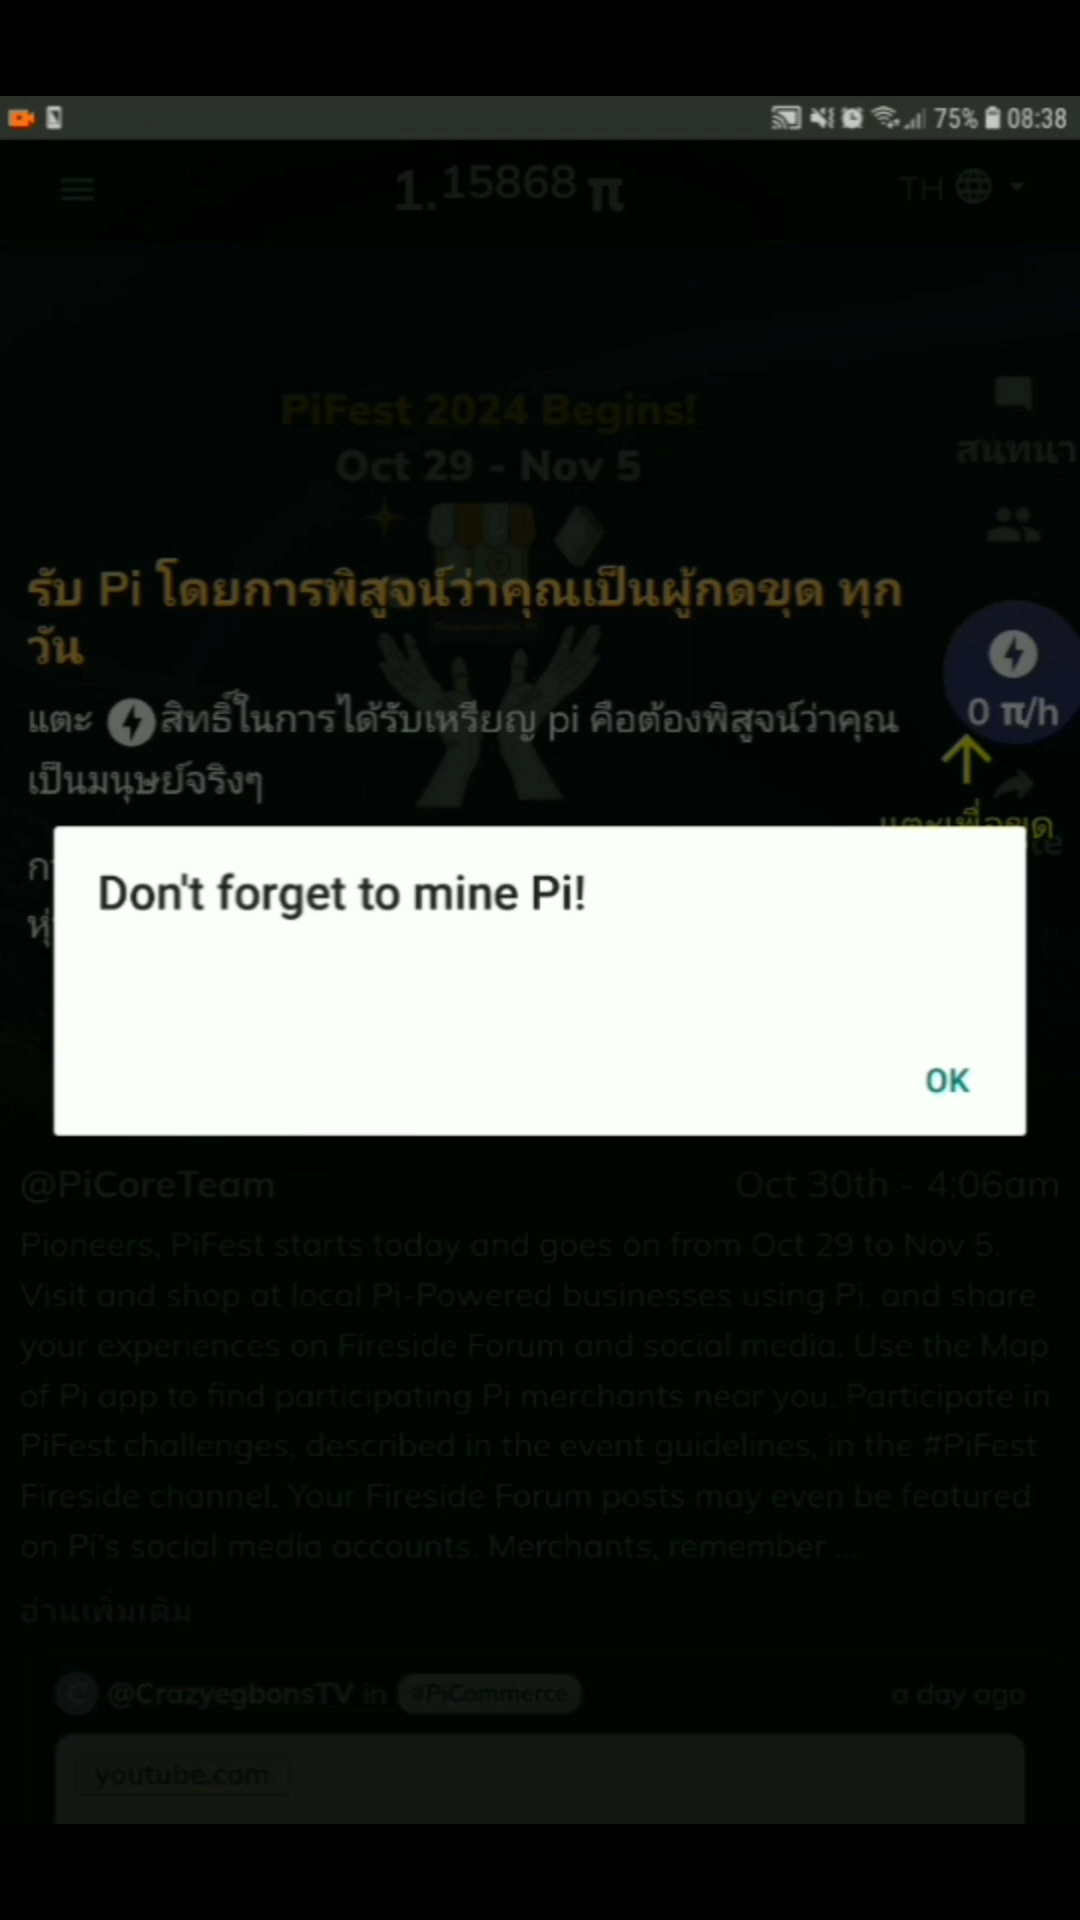 75% 08:38
1.15868 π
TH
PiFest 2024 Begins!
Oct 29 - Nov 5
สนทนา
รับ Pi โดยการพิสูจน์ว่าคุณเป็นผู้กดขุด ทุก
วัน
0 π/h
แตะ สิทธิ์ในการได้รับเหรียญ pi คือต้องพิสูจน์ว่าคุณ
เป็นมนุษย์จริงๆ
แตะเพื่อขุด
Don't forget to mine Pi!
OK
@PiCoreTeam
Oct 30th - 4:06am
Pioneers, PiFest starts today and goes on from Oct 29 to Nov 5.
Visit and shop at local Pi-Powered businesses using Pi, and share
your experiences on Fireside Forum and social media. Use the Map
of Pi app to find participating Pi merchants near you. Participate in
PiFest challenges, described in the event guidelines, in the #PiFest
Fireside channel. Your Fireside Forum posts may even be featured
on Pi's social media accounts. Merchants, remember ...
อ่านเพิ่มเติม
C @CrazyegbonsTV in #PiCommerce a day ago
youtube.com